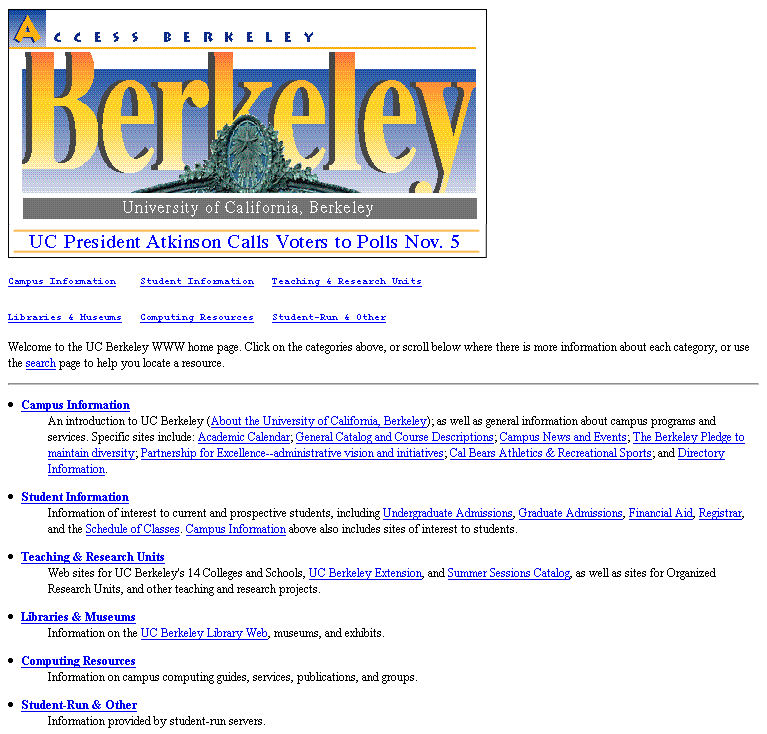 ACCESS BERKELEY
Berkeley
University of California, Berkeley
UC President Atkinson Calls Voters to Polls Nov. 5
Campus Information Student Information Teaching & Research Units
Libraries & Museums Computing Resources Student-Run & Other
Welcome to the UC Berkeley WWW home page. Click on the categories above, or scroll below where there is more information about each category, or use
the search page to help you locate a resource.
Campus Information
An introduction to UC Berkeley (About the University of California, Berkeley); as well as general information about campus programs and
services. Specific sites include: Academic Calendar; General Catalog and Course Descriptions; Campus News and Events; The Berkeley Pledge to
maintain diversity; Partnership for Excellence--administrative vision and initiatives; Cal Bears Athletics & Recreational Sports; and Directory
Information.
Student Information
Information of interest to current and prospective students, including Undergraduate Admissions, Graduate Admissions, Financial Aid, Registrar,
and the Schedule of Classes. Campus Information above also includes sites of interest to students.
Teaching & Research Units
Web sites for UC Berkeley's 14 Colleges and Schools, UC Berkeley Extension, and Summer Sessions Catalog, as well as sites for Organized
Research Units, and other teaching and research projects.
Libraries & Museums
Information on the UC Berkeley Library Web, museums, and exhibits.
Computing Resources
Information on campus computing guides, services, publications, and groups.
Student-Run & Other
Information provided by student-run servers.